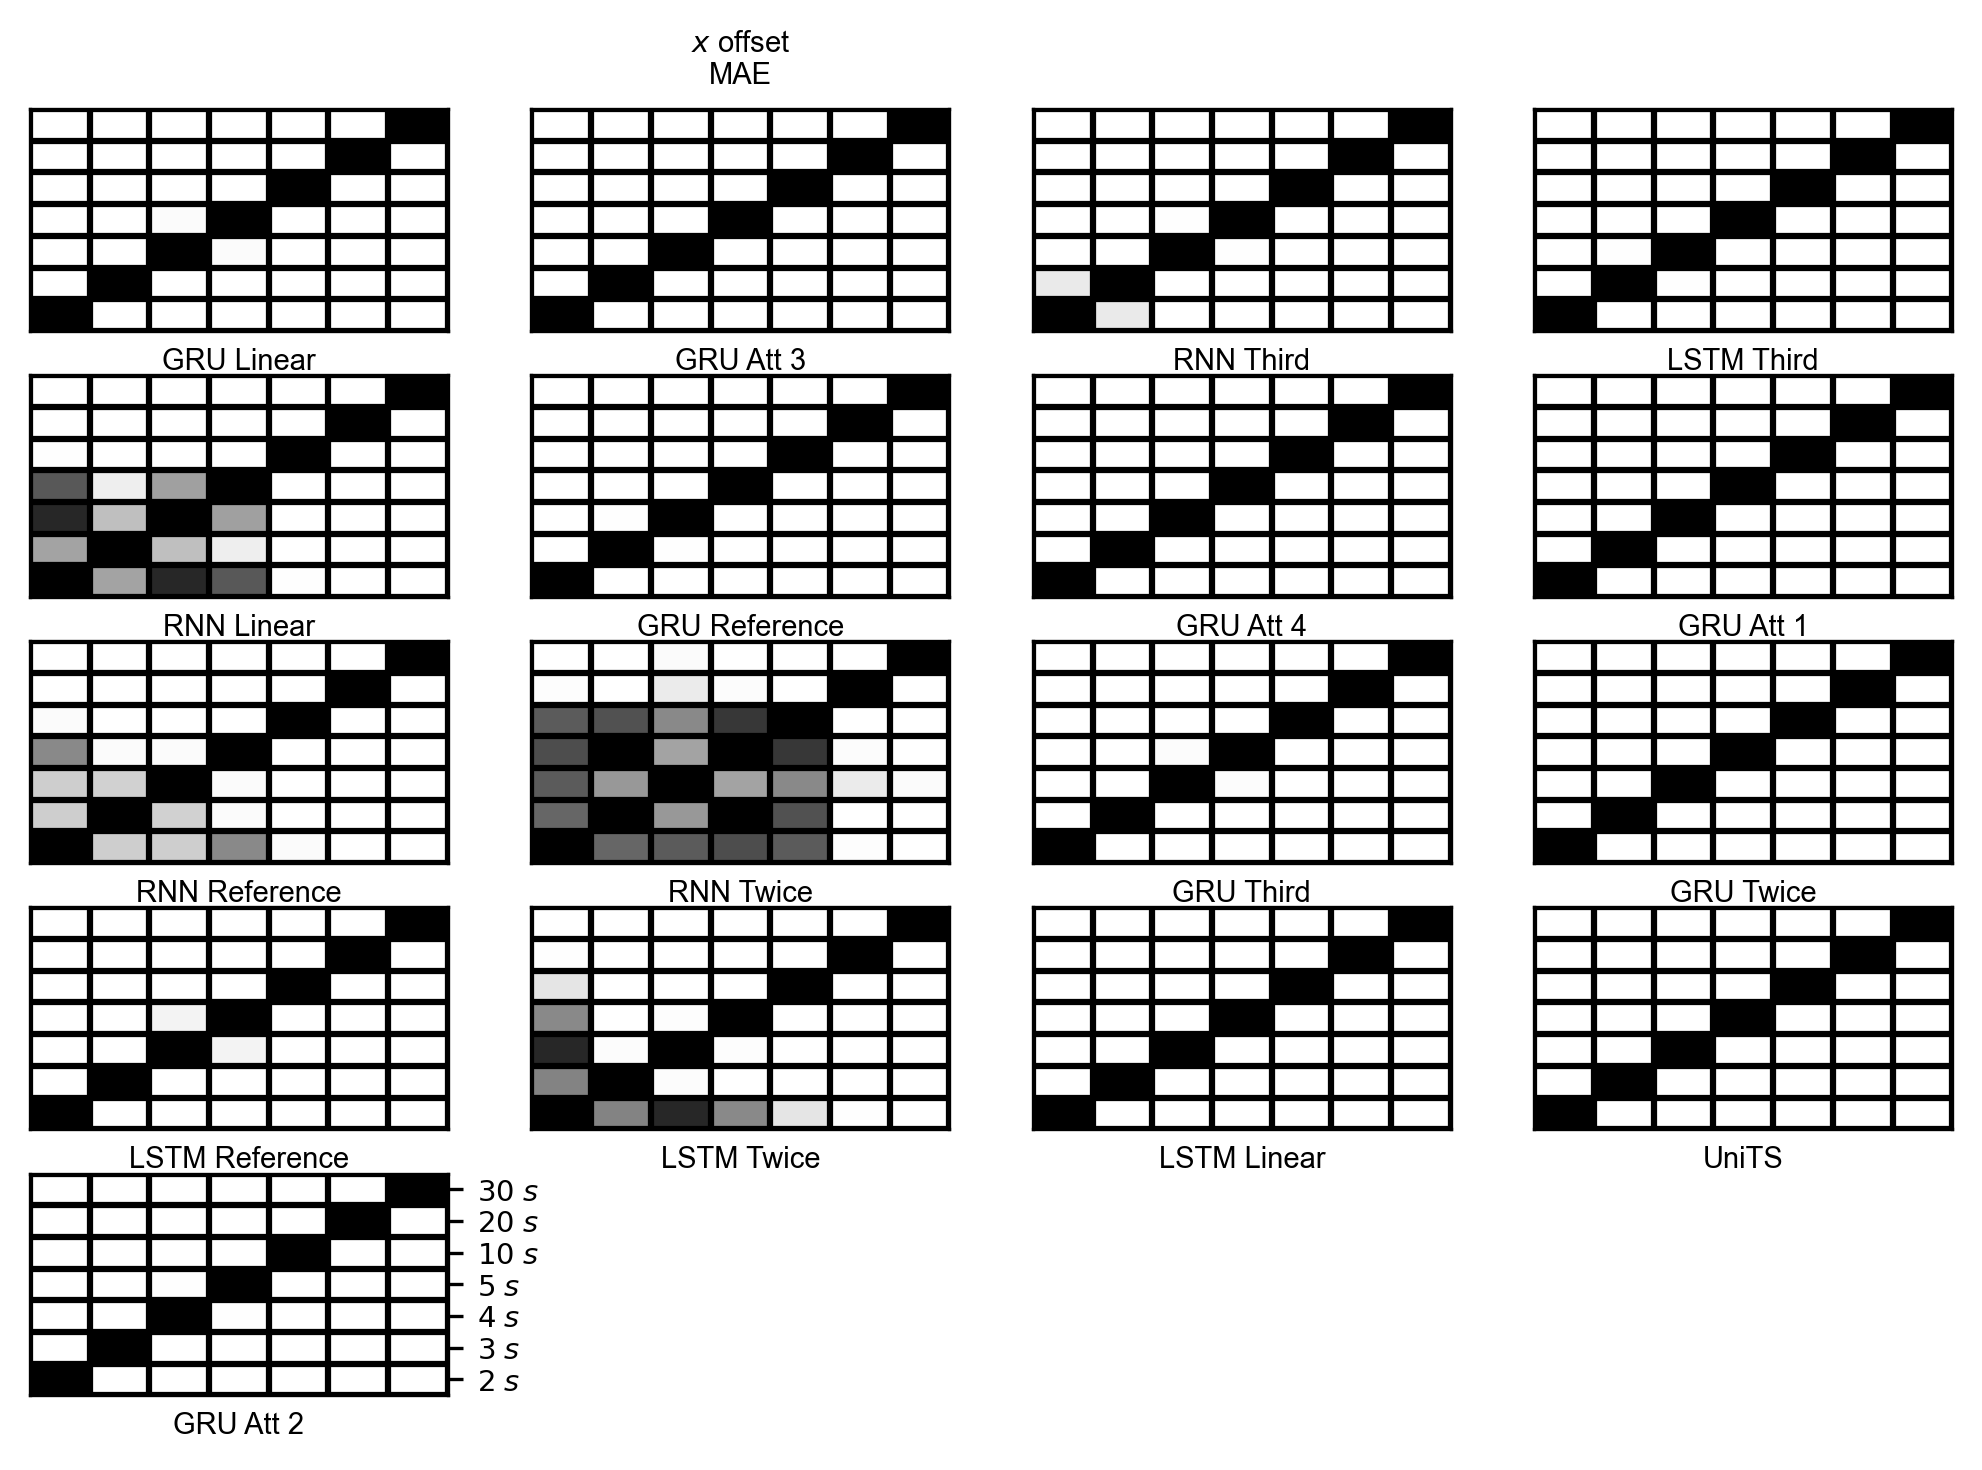 x offset
MAE
GRU Linear
GRU Att 3
RNN Third
LSTM Third
RNN Linear
GRU Reference
GRU Att 4
GRU Att 1
RNN Reference
RNN Twice
GRU Third
GRU Twice
LSTM Reference
LSTM Twice
LSTM Linear
UniTS
30 s
20 s
10 s
5 s
4 s
3 s
2 s
GRU Att 2